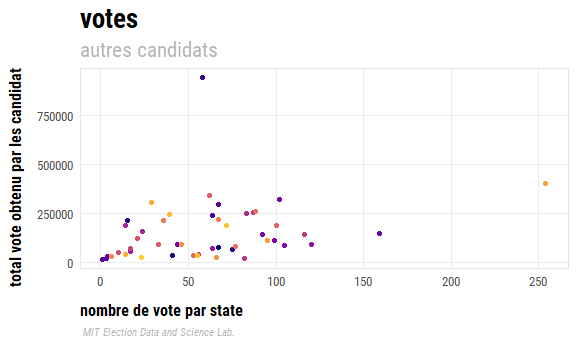 votes
autres candidats
total vote obtenu par les candidat
750000
500000
250000
0
0
50
100
150
200
250
nombre de vote par state
MIT Election Data and Science Lab.